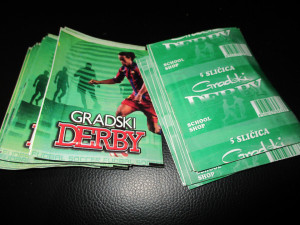 GRADSKI
DERBY
SCHOOL
SHOP
5 SLIČICA
Gradski
DERBY
SCHOOL
SHOP
5 SLIČICA
Gradski